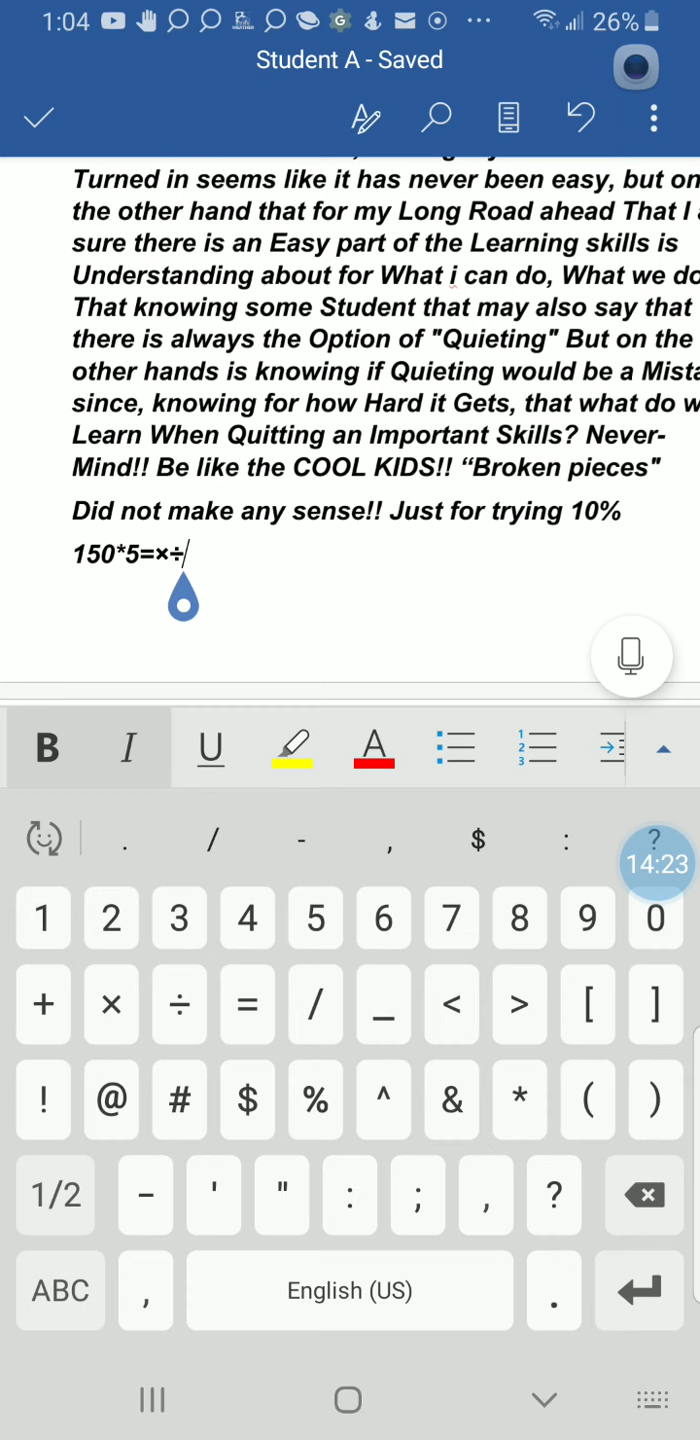 1:04 26%
Student A - Saved
Turned in seems like it has never been easy, but on
the other hand that for my Long Road ahead That I
sure there is an Easy part of the Learning skills is
Understanding about for What i can do, What we do
That knowing some Student that may also say that
there is always the Option of "Quieting" But on the
other hands is knowing if Quieting would be a Mista
since, knowing for how Hard it Gets, that what do w
Learn When Quitting an Important Skills? Never-
Mind!! Be like the COOL KIDS!! “Broken pieces"
Did not make any sense!! Just for trying 10%
150*5=×÷
B I U A
. / - , $ : ?
14:23
1 2 3 4 5 6 7 8 9 0
+ × ÷ = / _ < > [ ]
! @ # $ % ^ & * ( )
1/2 - ' " : ; , ?
ABC , English (US) .